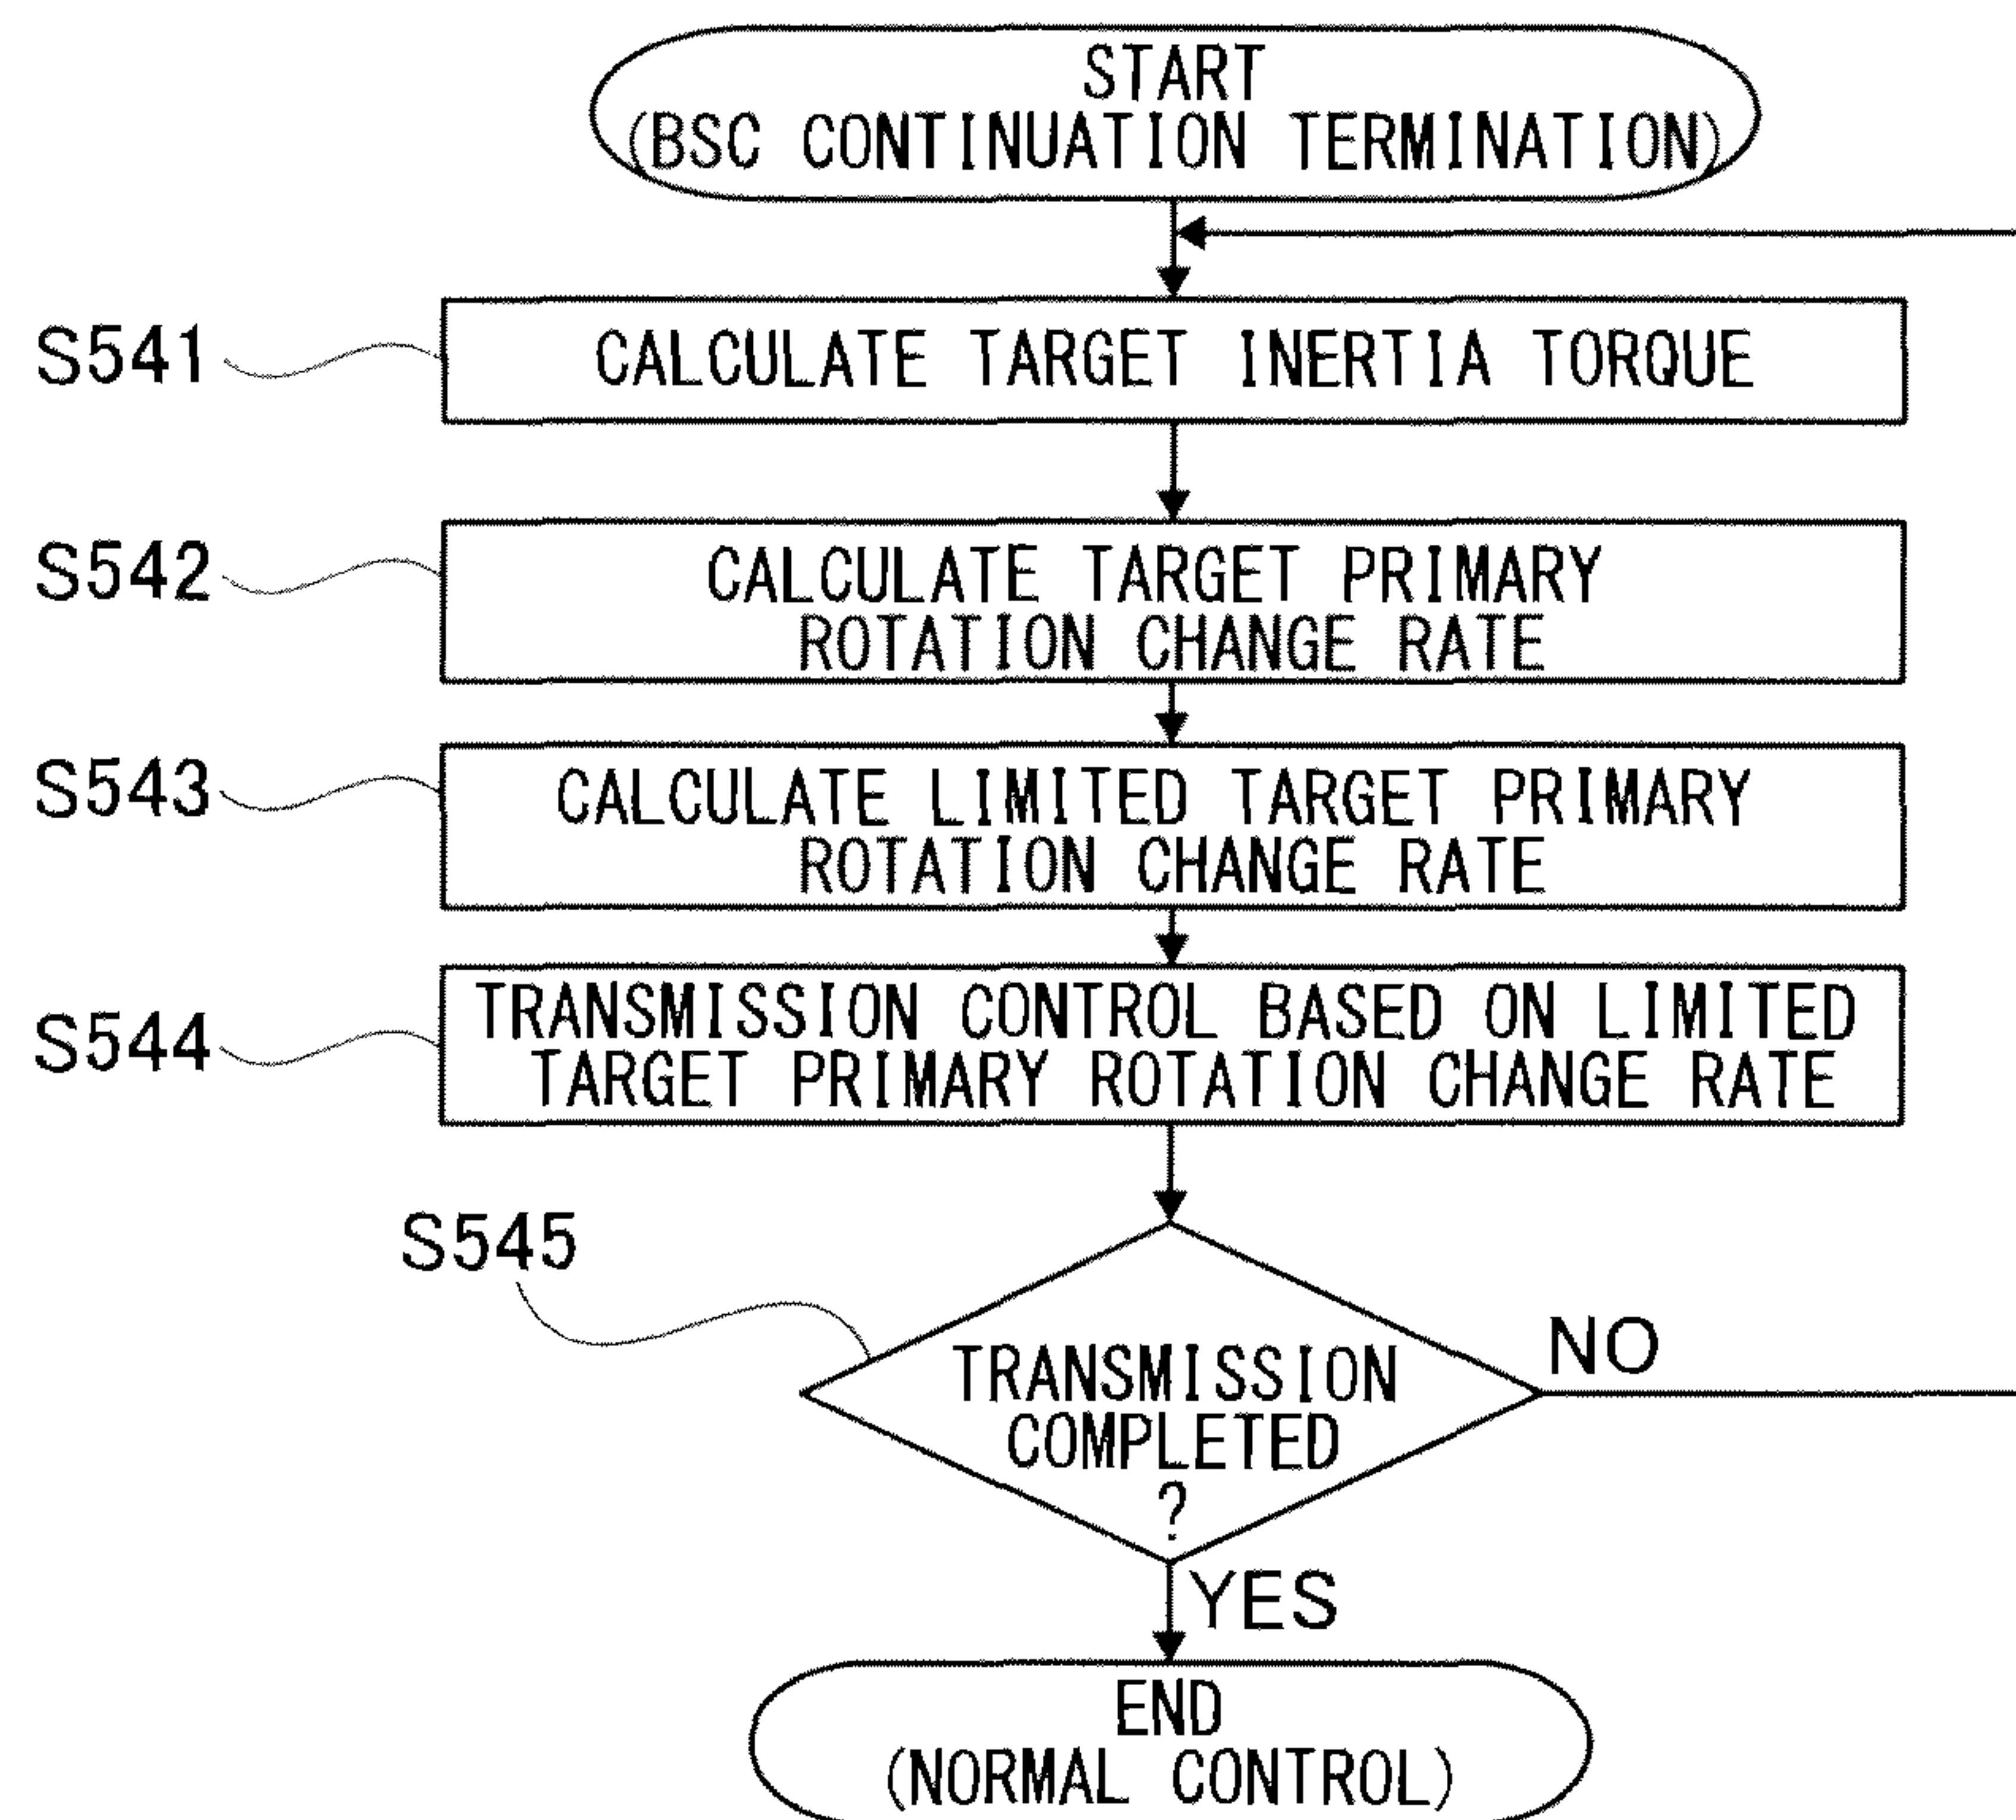 START
(BSC CONTINUATION TERMINATION)
S541
CALCULATE TARGET INERTIA TORQUE
S542
CALCULATE TARGET PRIMARY
ROTATION CHANGE RATE
S543
CALCULATE LIMITED TARGET PRIMARY
ROTATION CHANGE RATE
S544
TRANSMISSION CONTROL BASED ON LIMITED
TARGET PRIMARY ROTATION CHANGE RATE
S545
TRANSMISSION
COMPLETED
?
NO
YES
END
(NORMAL CONTROL)